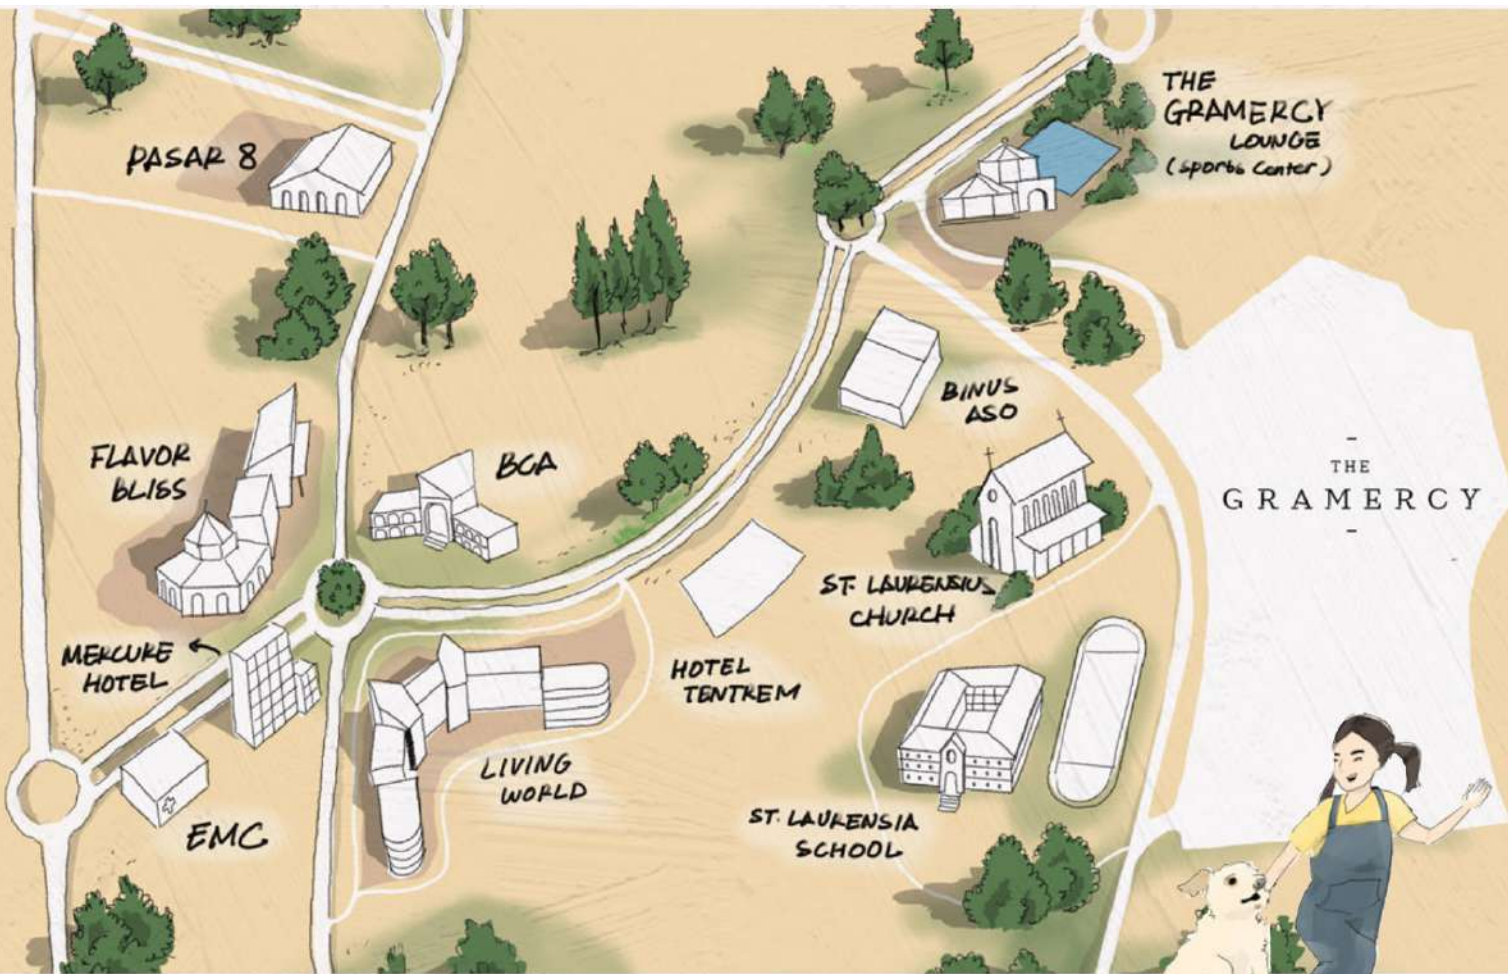 THE
GRAMERCY
LOUNGE
(sports Center)
PASAR 8
BINUS
ASO
FLAVOR
BLISS
BCA
THE
GRAMERCY
ST. LAURENSIUS
CHURCH
MERCURE
HOTEL
HOTEL
TENTREM
LIVING
WORLD
EMC
ST. LAURENSIA
SCHOOL